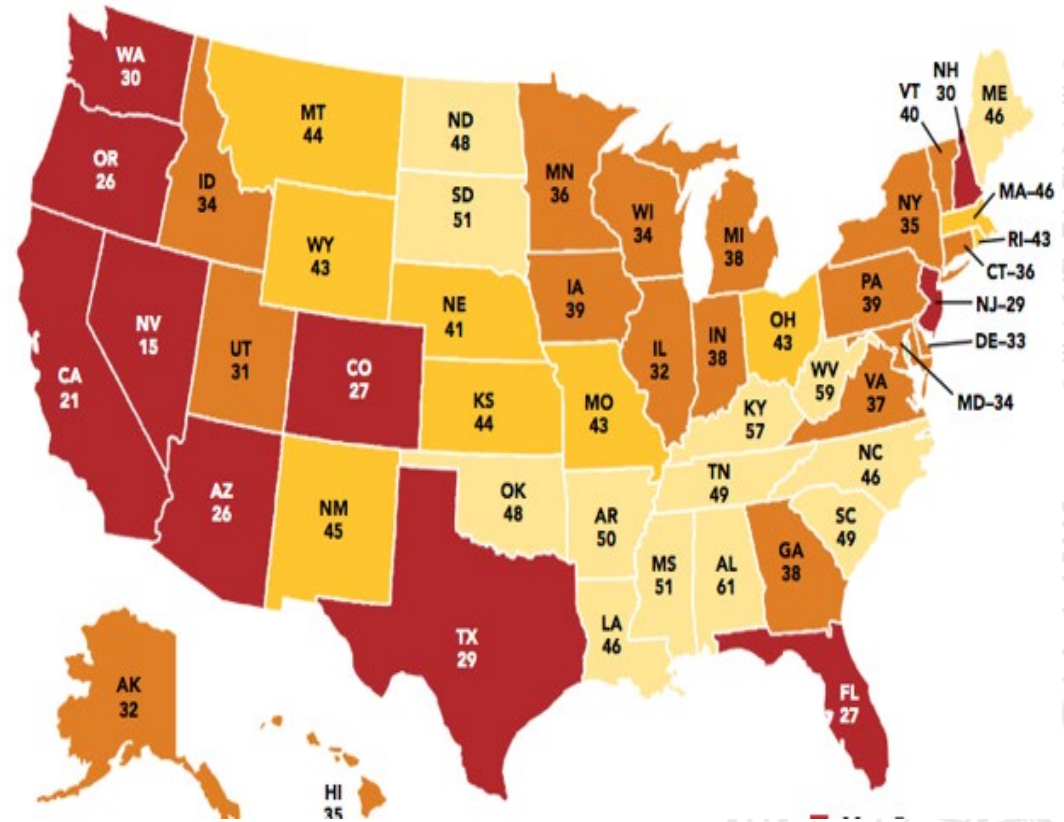 WA
30
OR
26
CA
21
NV
15
ID
34
MT
44
WY
43
UT
31
CO
27
AZ
26
NM
45
ND
48
SD
51
NE
41
KS
44
OK
48
TX
29
MN
36
IA
39
MO
43
AR
50
LA
46
WI
34
IL
32
MI
38
IN
38
OH
43
KY
57
TN
49
MS
51
AL
61
GA
38
FL
27
SC
49
NC
46
VA
37
WV
59
PA
39
NY
35
VT
40
NH
30
ME
46
MA–46
RI–43
CT–36
NJ–29
DE–33
MD–34
AK
32
HI
35